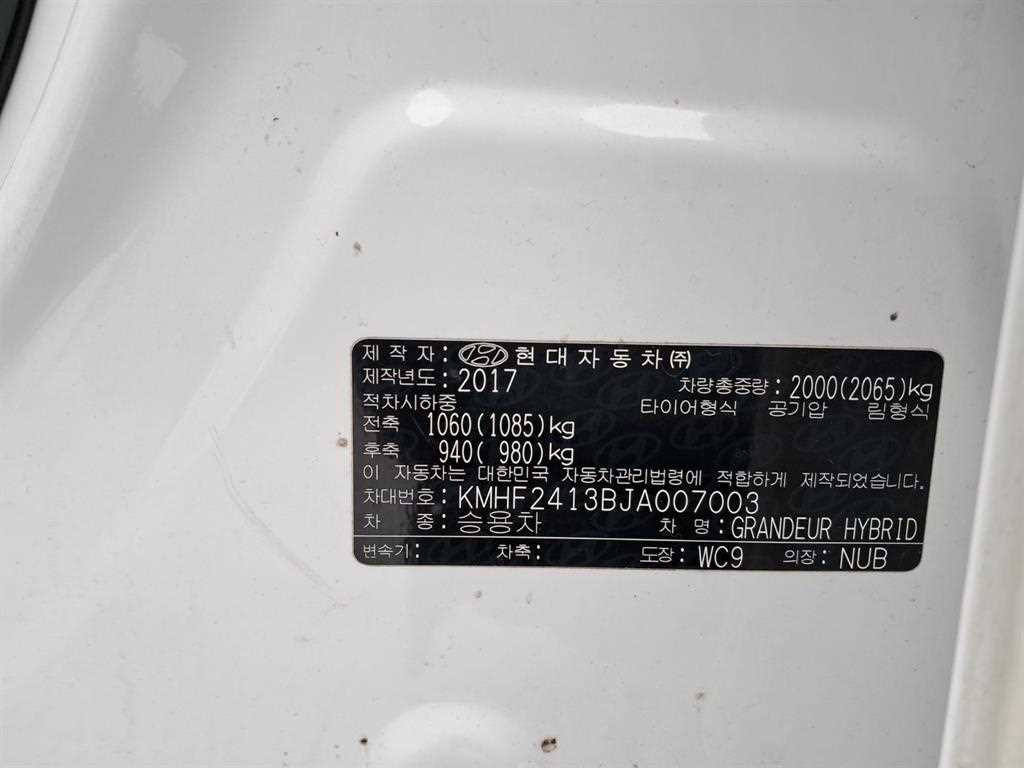 제 작 자 : 현대자동차㈜
제작년도 : 2017 차량총중량 : 2000(2065)kg
적차시하중 타이어형식 공기압 림형식
전축 1060(1085)kg
후축 940( 980)kg
이 자동차는 대한민국 자동차관리법령에 적합하게 제작되었습니다.
차대번호 : KMHF2413BJA007003
차 종 : 승용차 차 명 : GRANDEUR HYBRID
변속기 : 차축 : 도장 : WC9 의장 : NUB